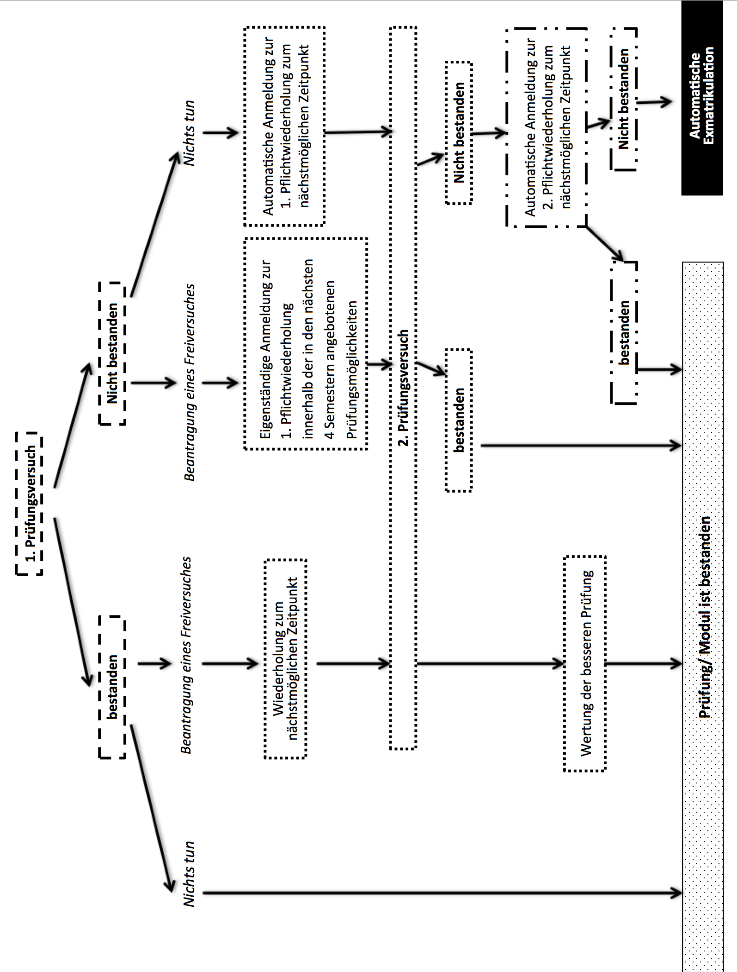 1. Prüfungsversuch
bestanden
Nicht bestanden
Nichts tun
Beantragung eines Freiversuches
Beantragung eines Freiversuches
Nichts tun
Wiederholung zum
nächstmöglichen Zeitpunkt
Eigenständige Anmeldung zur
1. Pflichtwiederholung
innerhalb der in den nächsten
4 Semestern angebotenen
Prüfungsmöglichkeiten
Automatische Anmeldung zur
1. Pflichtwiederholung zum
nächstmöglichen Zeitpunkt
2. Prüfungsversuch
bestanden
Nicht bestanden
Automatische Anmeldung zur
2. Pflichtwiederholung zum
nächstmöglichen Zeitpunkt
Wertung der besseren Prüfung
bestanden
Nicht bestanden
Prüfung/ Modul ist bestanden
Automatische
Exmatrikulation